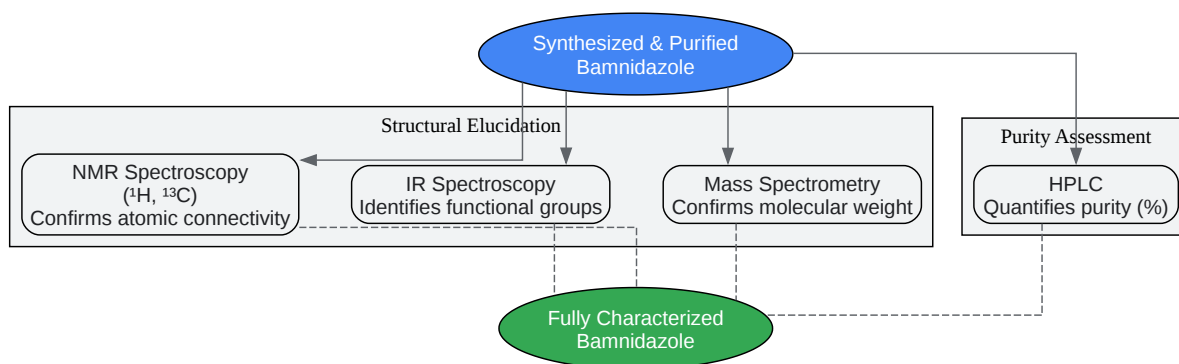 Synthesized & Purified
Bamnidazole
Structural Elucidation
Purity Assessment
NMR Spectroscopy
(¹H, ¹³C)
Confirms atomic connectivity
IR Spectroscopy
Identifies functional groups
Mass Spectrometry
Confirms molecular weight
HPLC
Quantifies purity (%)
Fully Characterized
Bamnidazole